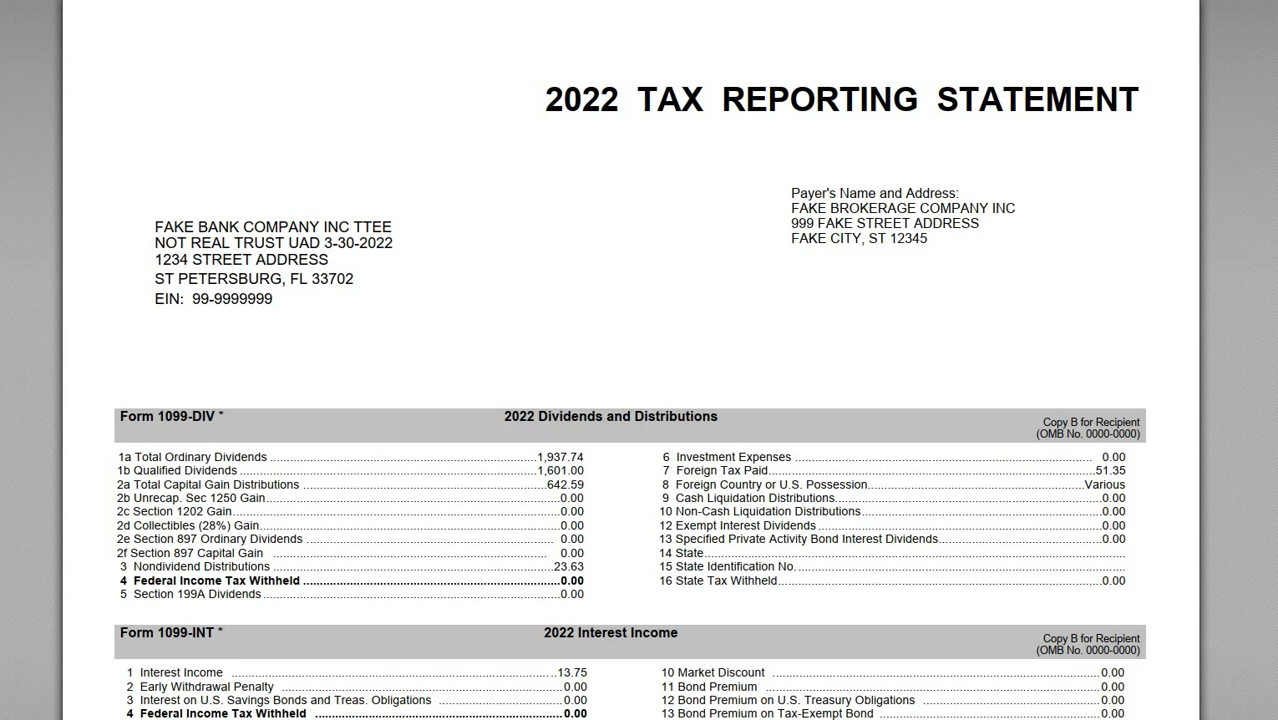 2022 TAX REPORTING STATEMENT
Payer's Name and Address:
FAKE BROKERAGE COMPANY INC
999 FAKE STREET ADDRESS
FAKE CITY, ST 12345
FAKE BANK COMPANY INC TTEE
NOT REAL TRUST UAD 3-30-2022
1234 STREET ADDRESS
ST PETERSBURG, FL 33702
EIN: 99-9999999
Form 1099-DIV * 2022 Dividends and Distributions Copy B for Recipient
(OMB No. 0000-0000)
1a Total Ordinary Dividends 1,937.74
1b Qualified Dividends 1,601.00
2a Total Capital Gain Distributions 642.59
2b Unrecap. Sec 1250 Gain 0.00
2c Section 1202 Gain 0.00
2d Collectibles (28%) Gain 0.00
2e Section 897 Ordinary Dividends 0.00
2f Section 897 Capital Gain 0.00
3 Nondividend Distributions 23.63
4 Federal Income Tax Withheld 0.00
5 Section 199A Dividends 0.00
6 Investment Expenses 0.00
7 Foreign Tax Paid 51.35
8 Foreign Country or U.S. Possession Various
9 Cash Liquidation Distributions 0.00
10 Non-Cash Liquidation Distributions 0.00
12 Exempt Interest Dividends 0.00
13 Specified Private Activity Bond Interest Dividends 0.00
14 State
15 State Identification No.
16 State Tax Withheld 0.00
Form 1099-INT * 2022 Interest Income Copy B for Recipient
(OMB No. 0000-0000)
1 Interest Income 13.75
2 Early Withdrawal Penalty 0.00
3 Interest on U.S. Savings Bonds and Treas. Obligations 0.00
4 Federal Income Tax Withheld 0.00
10 Market Discount 0.00
11 Bond Premium 0.00
12 Bond Premium on U.S. Treasury Obligations 0.00
13 Bond Premium on Tax-Exempt Bond 0.00